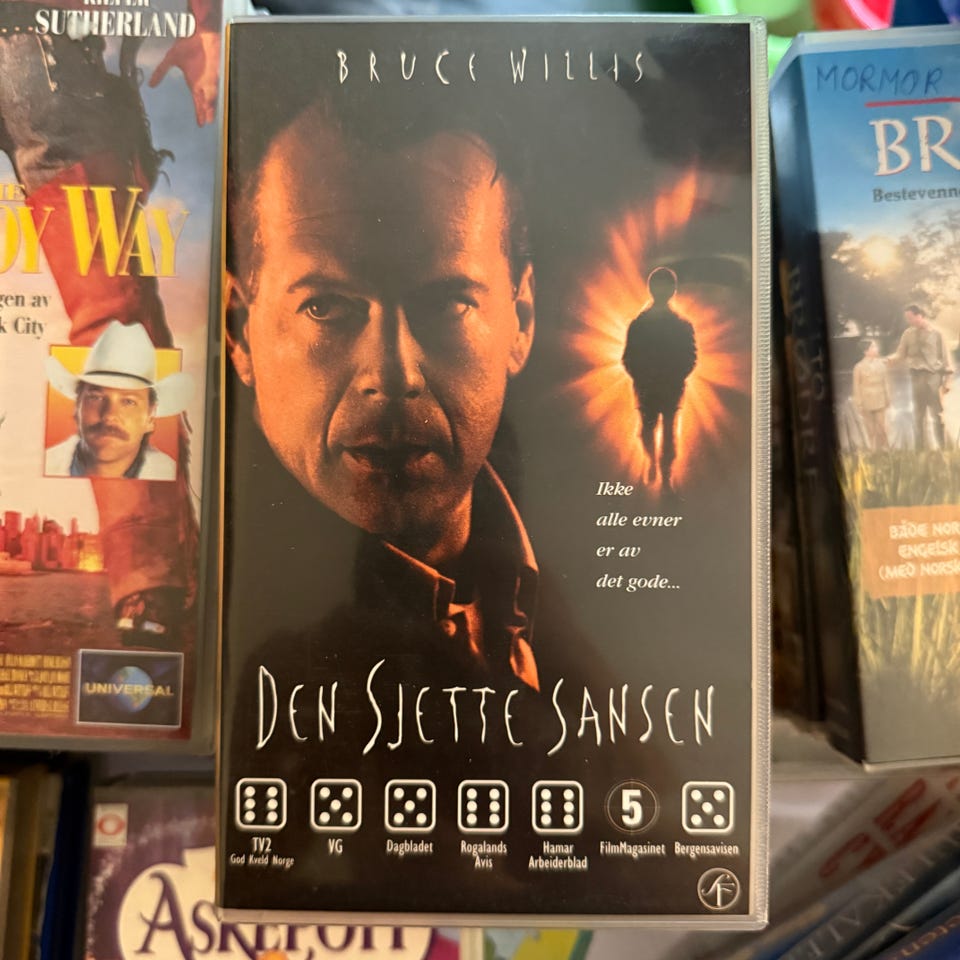 SUTHERLAND
WAY
gen av
k City
UNIVERSAL
BRUCE WILLIS
Ikke
alle evner
er av
det gode...
DEN SJETTE SANSEN
TV2
God Kveld Norge
VG
Dagbladet
Rogalands
Avis
Hamar
Arbeiderblad
5
FilmMagasinet
Bergensavisen
SF
MORMOR
BR
Bestevenn
BÅDE NOR
ENGELSK
(MED NORSK
ASKEPOTT